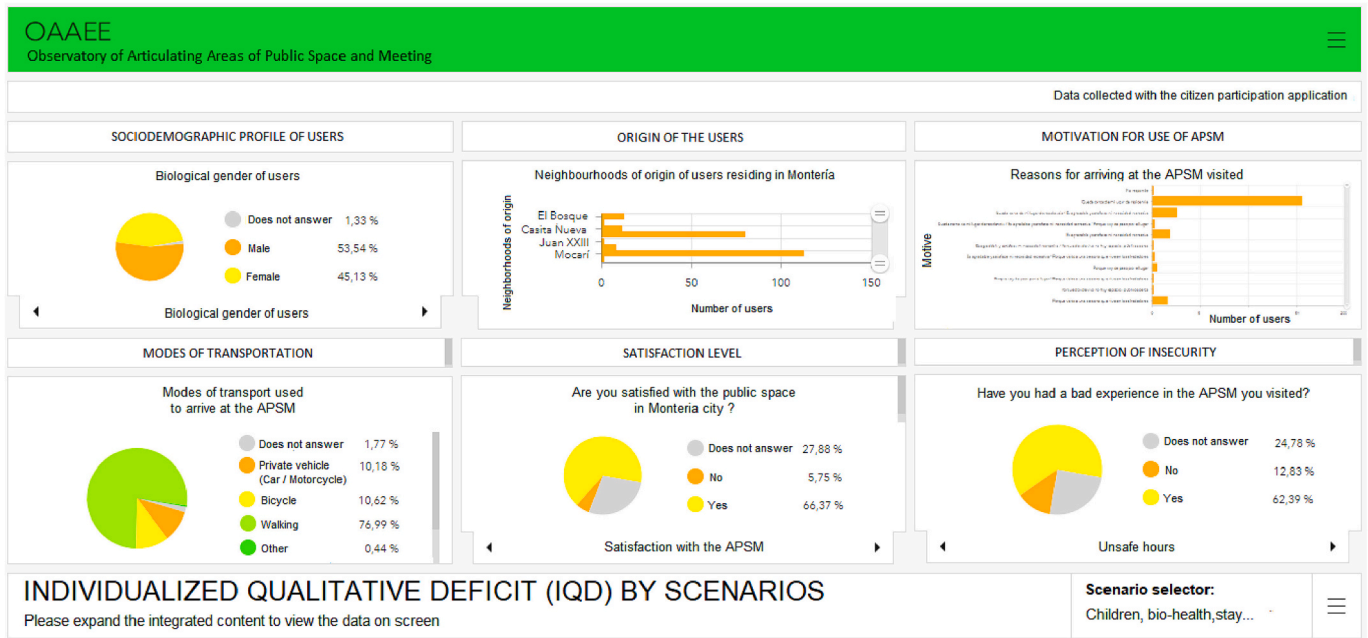 OAAEE
Observatory of Articulating Areas of Public Space and Meeting
Data collected with the citizen participation application
SOCIODEMOGRAPHIC PROFILE OF USERS
Biological gender of users
Does not answer 1,33 %
Male 53,54 %
Female 45,13 %
Biological gender of users
ORIGIN OF THE USERS
Neighbourhoods of origin of users residing in Montería
Neighborhoods of origin
El Bosque
Casita Nueva
Juan XXIII
Mocarí
0 50 100 150
Number of users
MOTIVATION FOR USE OF APSM
Reasons for arriving at the APSM visited
Motive
Number of users
MODES OF TRANSPORTATION
Modes of transport used
to arrive at the APSM
Does not answer 1,77 %
Private vehicle
(Car / Motorcycle) 10,18 %
Bicycle 10,62 %
Walking 76,99 %
Other 0,44 %
SATISFACTION LEVEL
Are you satisfied with the public space
in Monteria city ?
Does not answer 27,88 %
No 5,75 %
Yes 66,37 %
Satisfaction with the APSM
PERCEPTION OF INSECURITY
Have you had a bad experience in the APSM you visited?
Does not answer 24,78 %
No 12,83 %
Yes 62,39 %
Unsafe hours
INDIVIDUALIZED QUALITATIVE DEFICIT (IQD) BY SCENARIOS
Please expand the integrated content to view the data on screen
Scenario selector:
Children, bio-health,stay...